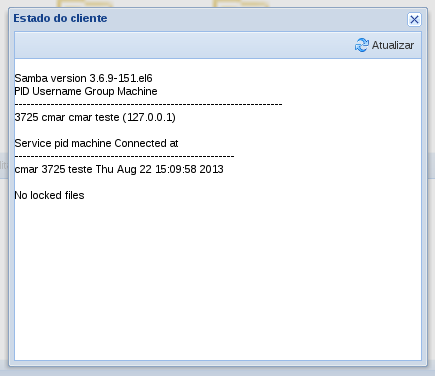 Estado do cliente
Atualizar
Samba version 3.6.9-151.el6
PID Username Group Machine
-------------------------------------------------------------------
3725 cmar cmar teste (127.0.0.1)
Service pid machine Connected at
-------------------------------------------------------
cmar 3725 teste Thu Aug 22 15:09:58 2013
No locked files